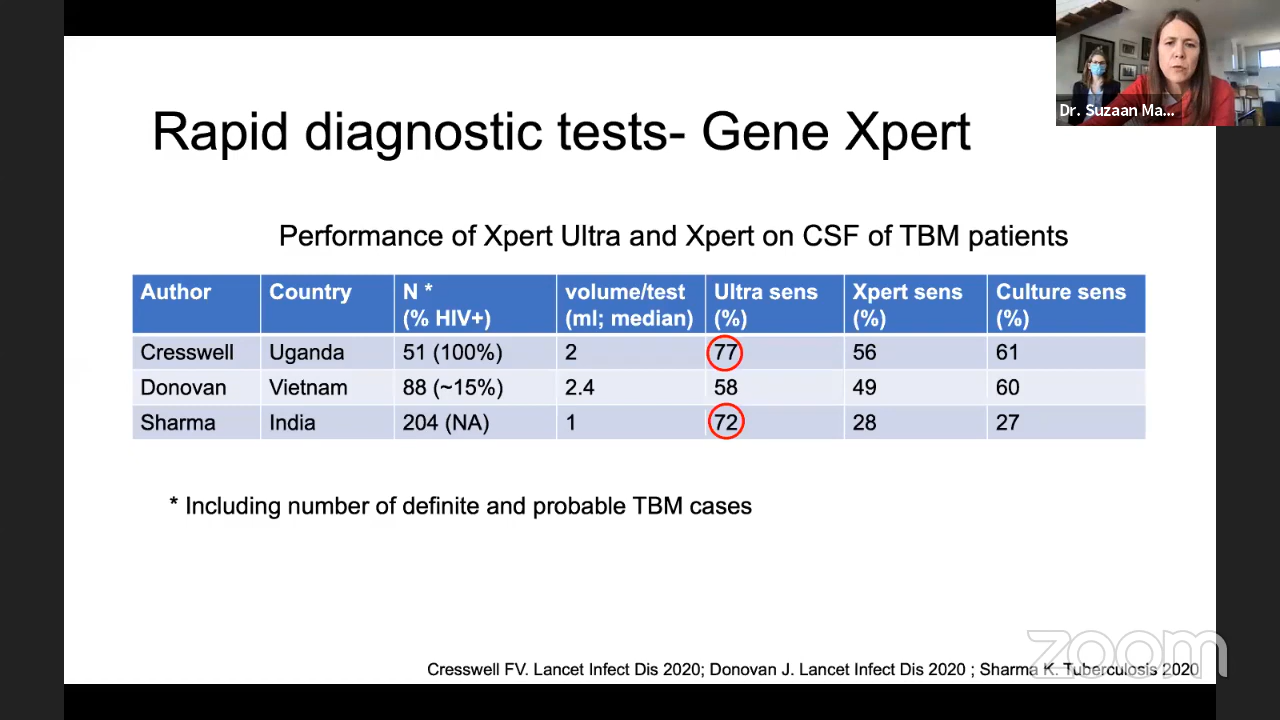 Dr. Suzaan Ma...
Rapid diagnostic tests- Gene Xpert
Performance of Xpert Ultra and Xpert on CSF of TBM patients
Author Country N * (% HIV+) volume/test (ml; median) Ultra sens (%) Xpert sens (%) Culture sens (%)
Cresswell Uganda 51 (100%) 2 77 56 61
Donovan Vietnam 88 (~15%) 2.4 58 49 60
Sharma India 204 (NA) 1 72 28 27
* Including number of definite and probable TBM cases
zoom
Cresswell FV. Lancet Infect Dis 2020; Donovan J. Lancet Infect Dis 2020 ; Sharma K. Tuberculosis 2020